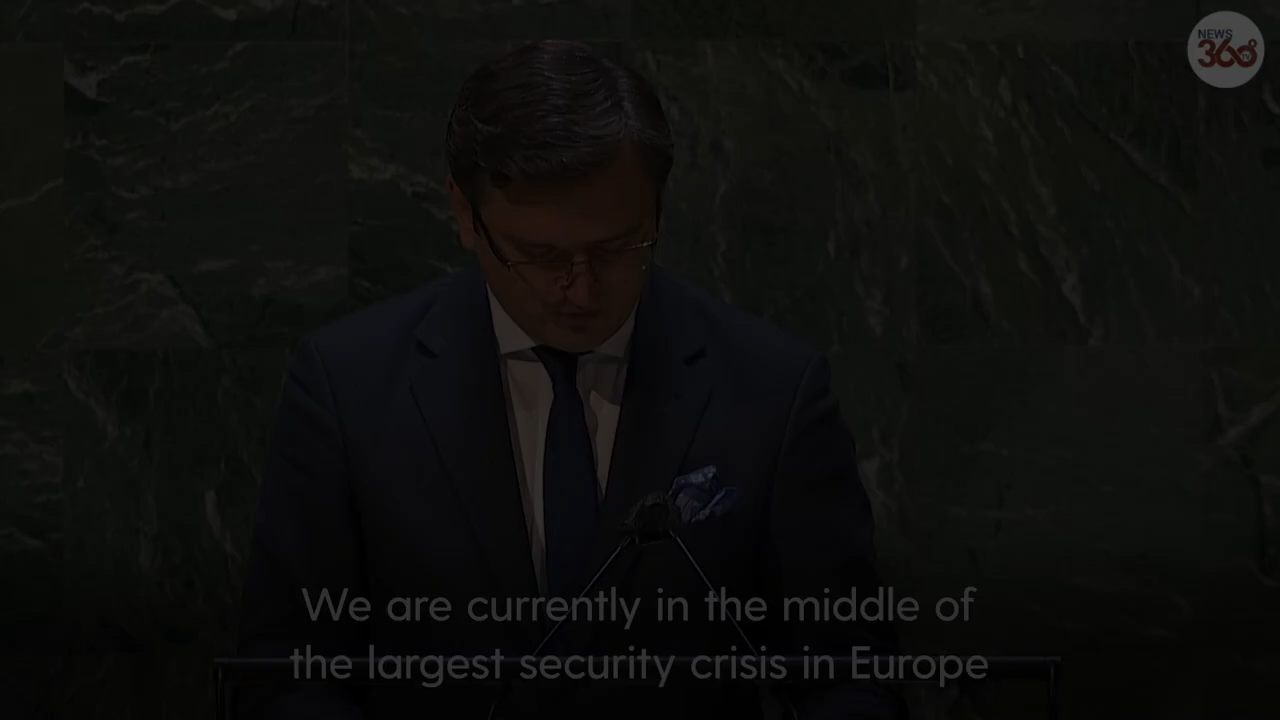 NEWS
360°
We are currently in the middle of
the largest security crisis in Europe